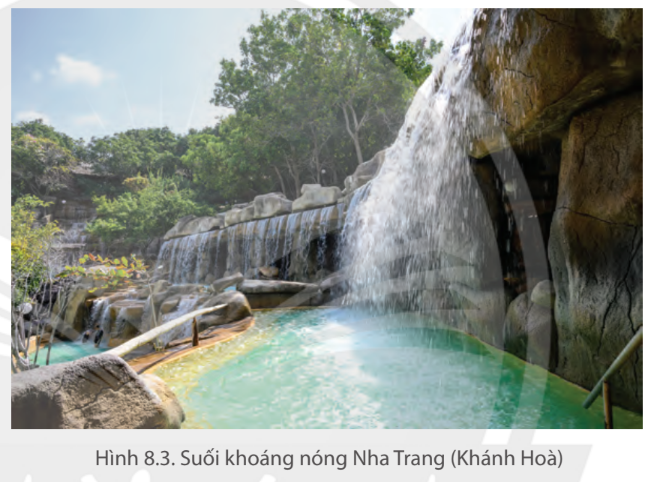 Hình 8.3. Suối khoáng nóng Nha Trang (Khánh Hoà)